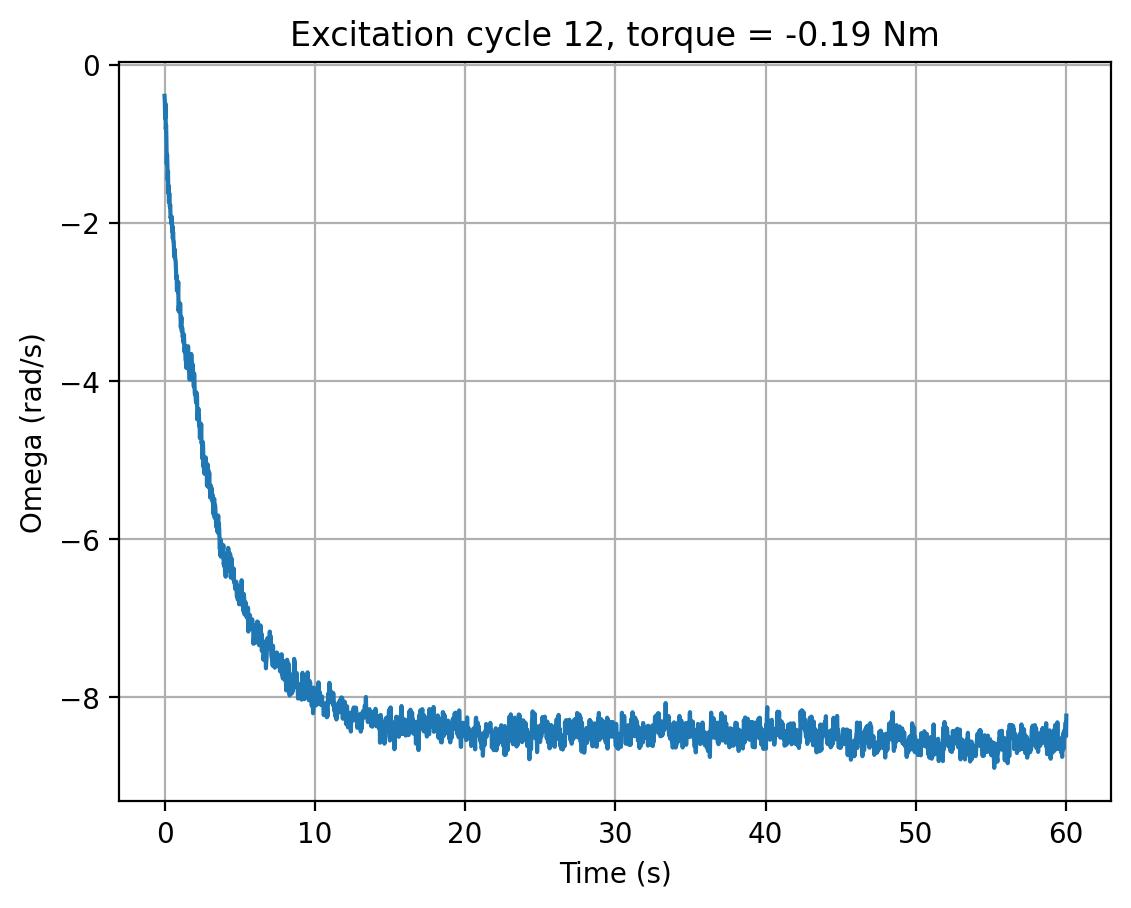 Excitation cycle 12, torque = -0.19 Nm
0
−2
−4
−6
−8
Omega (rad/s)
0 10 20 30 40 50 60
Time (s)